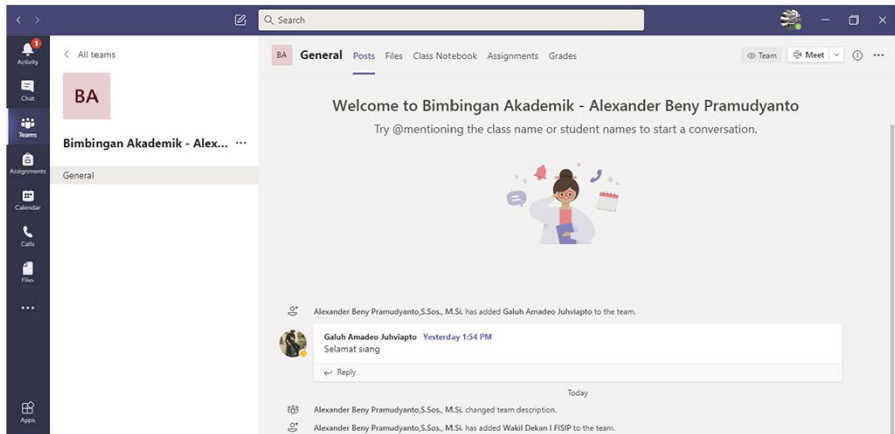 Search
Activity
1
Chat
Teams
Assignments
Calendar
Calls
Files
Apps
All teams
BA
Bimbingan Akademik - Alex...
General
BA General Posts Files Class Notebook Assignments Grades
Team Meet
Welcome to Bimbingan Akademik - Alexander Beny Pramudyanto
Try @mentioning the class name or student names to start a conversation.
Alexander Beny Pramudyanto,S.Sos., M.Si. has added Galuh Amadeo Juhviapto to the team.
Galuh Amadeo Juhviapto Yesterday 1:54 PM
Selamat siang
Reply
Today
Alexander Beny Pramudyanto,S.Sos., M.Si. changed team description.
Alexander Beny Pramudyanto,S.Sos., M.Si. has added Wakil Dekan I FISIP to the team.